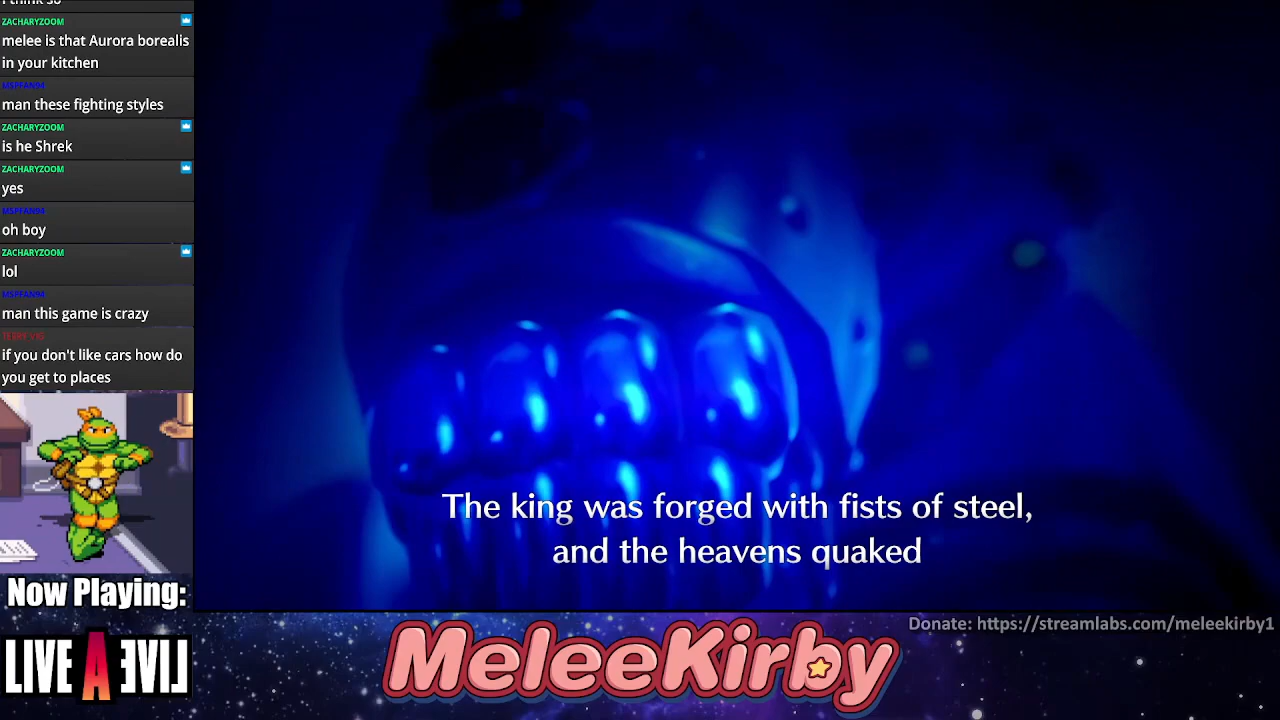 ZACHARYZOOM
melee is that Aurora borealis
in your kitchen
MSPFAN94
man these fighting styles
ZACHARYZOOM
is he Shrek
ZACHARYZOOM
yes
MSPFAN94
oh boy
ZACHARYZOOM
lol
MSPFAN94
man this game is crazy
if you don't like cars how do
you get to places
Now Playing:
LIVE A LIVE
The king was forged with fists of steel,
and the heavens quaked
MeleeKirby
Donate: https://streamlabs.com/meleekirby1